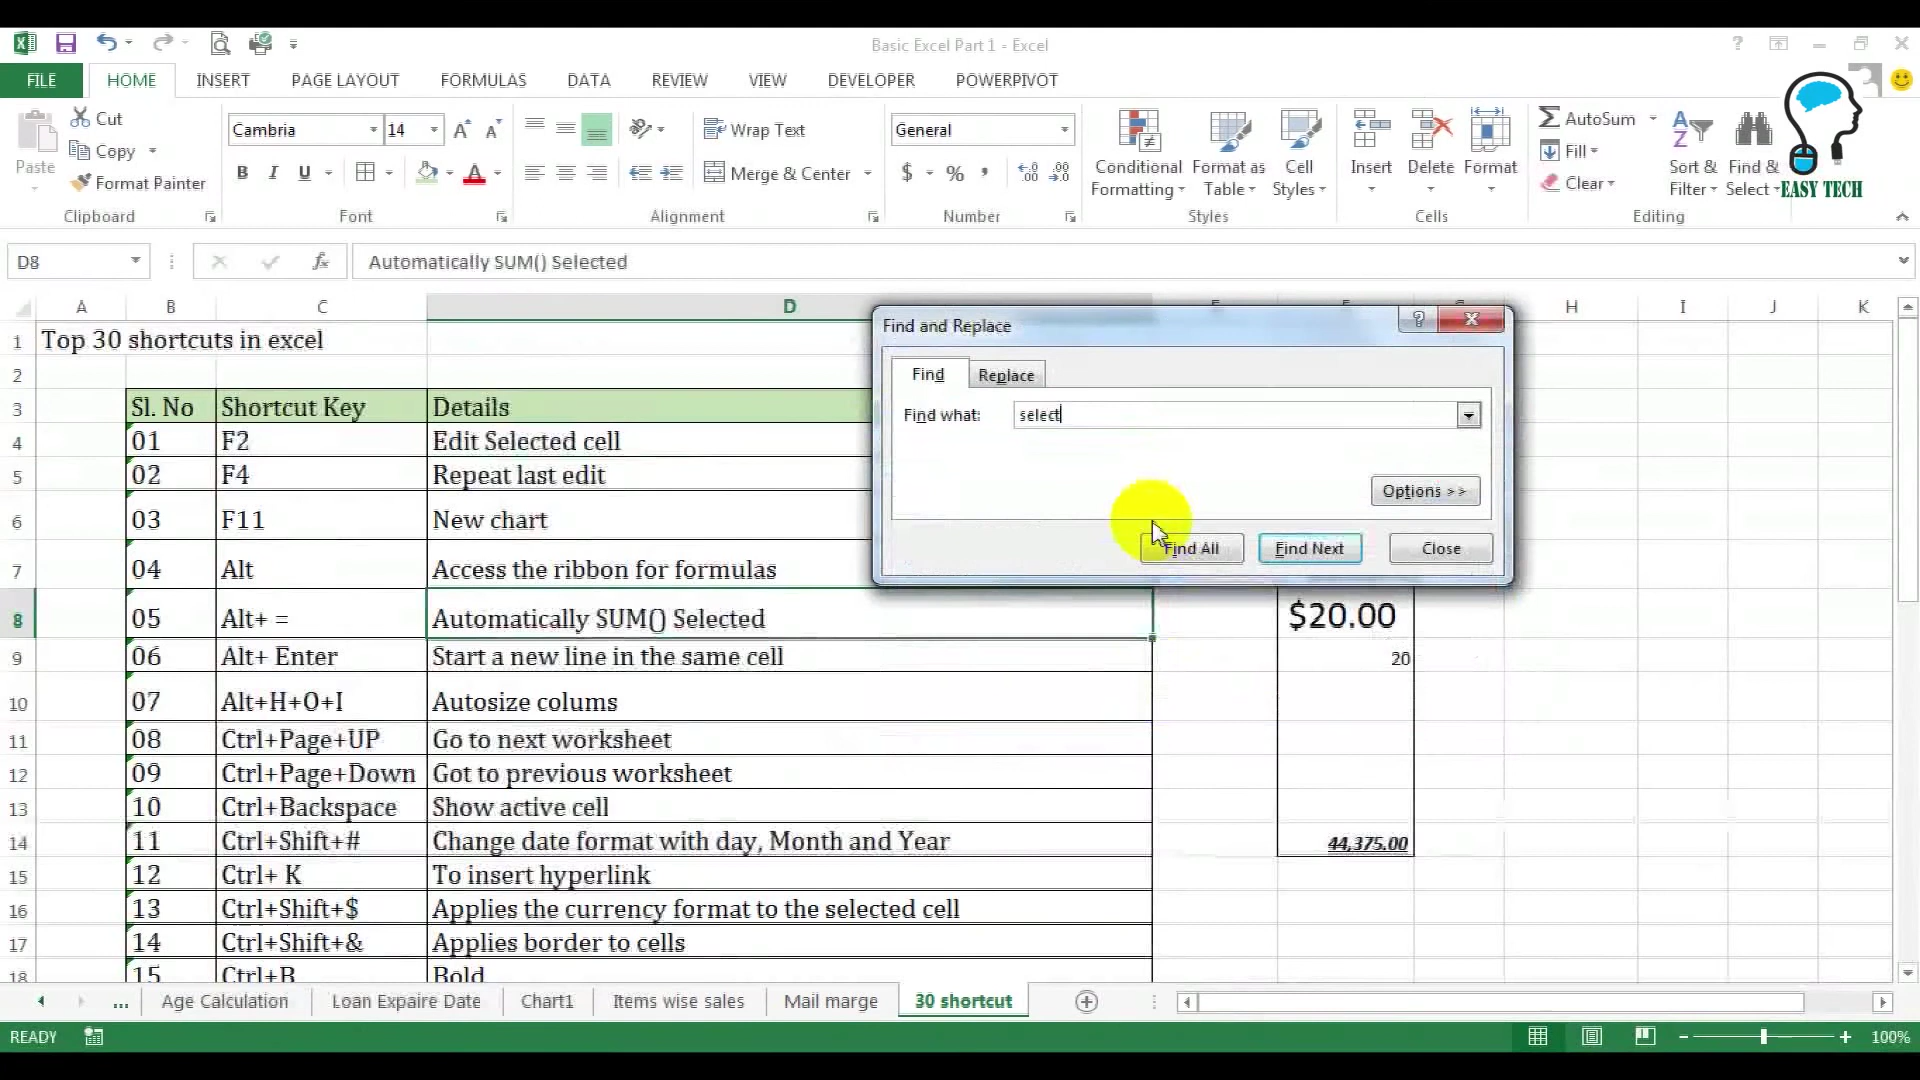 Basic Excel Part 1 - Excel
FILE HOME INSERT PAGE LAYOUT FORMULAS DATA REVIEW VIEW DEVELOPER POWERPIVOT
Paste
Cut
Copy
Format Painter
Clipboard
Cambria 14
B I U A
Font
Wrap Text
Merge & Center
Alignment
General
$ % ,
Number
Conditional Formatting
Format as Table
Cell Styles
Styles
Insert Delete Format
Cells
AutoSum
Fill
Clear
Sort & Filter
Find & Select
Editing
EASY TECH
D8 fx Automatically SUM() Selected
A B C D H I J K
1 Top 30 shortcuts in excel
2
3 Sl. No Shortcut Key Details
4 01 F2 Edit Selected cell
5 02 F4 Repeat last edit
6 03 F11 New chart
7 04 Alt Access the ribbon for formulas
8 05 Alt+ = Automatically SUM() Selected $20.00
9 06 Alt+ Enter Start a new line in the same cell 20
10 07 Alt+H+O+I Autosize colums
11 08 Ctrl+Page+UP Go to next worksheet
12 09 Ctrl+Page+Down Got to previous worksheet
13 10 Ctrl+Backspace Show active cell
14 11 Ctrl+Shift+# Change date format with day, Month and Year 44,375.00
15 12 Ctrl+ K To insert hyperlink
16 13 Ctrl+Shift+$ Applies the currency format to the selected cell
17 14 Ctrl+Shift+& Applies border to cells
18 15 Ctrl+B Bold
Find and Replace
Find Replace
Find what: select
Options >>
Find All Find Next Close
... Age Calculation Loan Expaire Date Chart1 Items wise sales Mail marge 30 shortcut
READY 100%